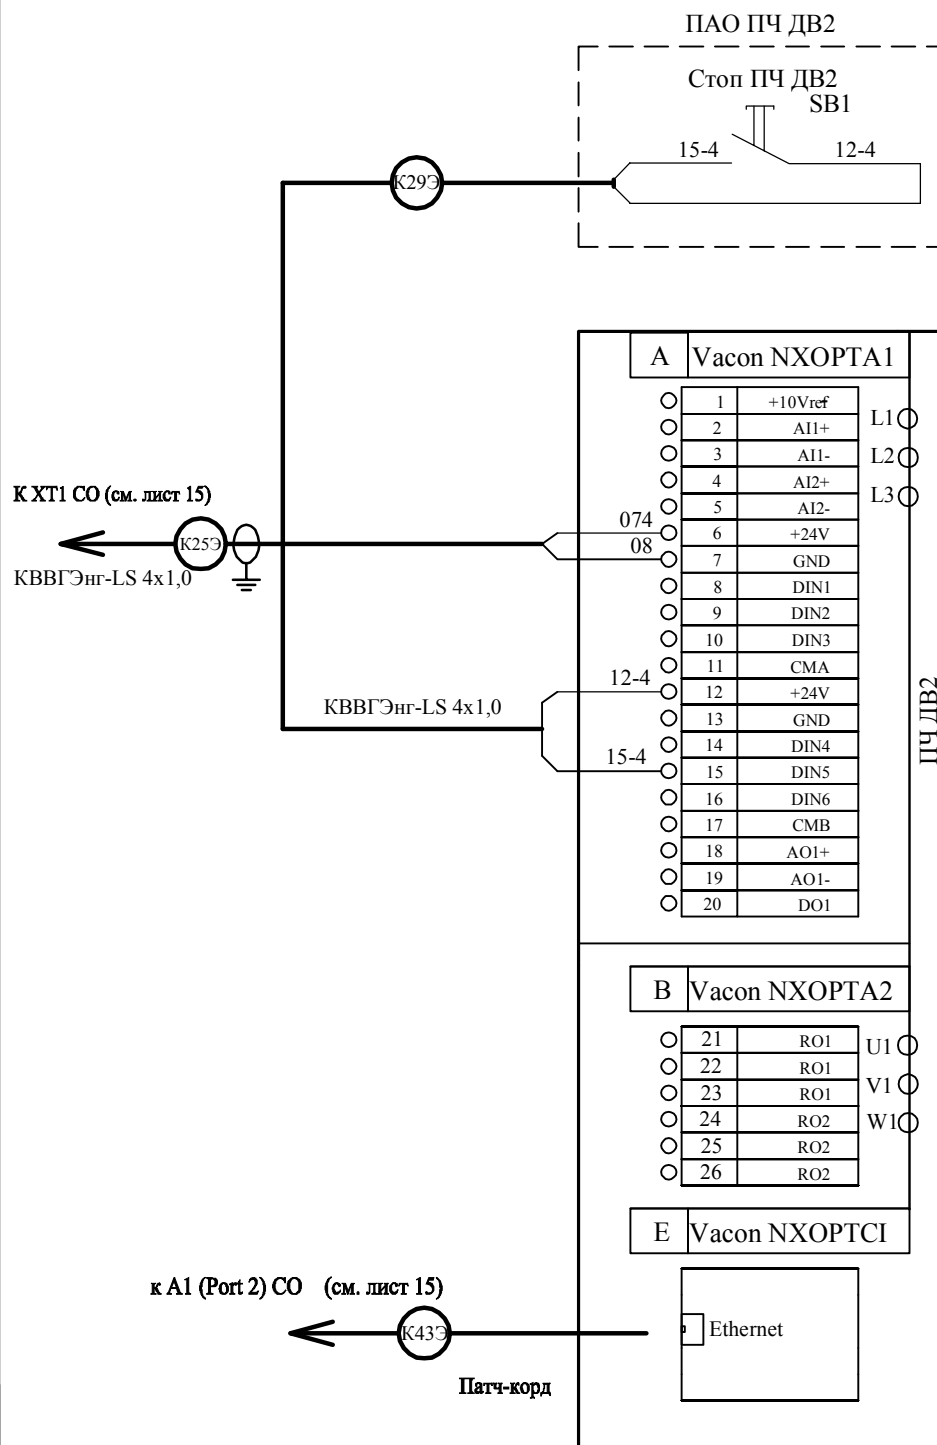 ПАО ПЧ ДВ2
Стоп ПЧ ДВ2
SB1
15-4
12-4
К29Э
A Vacon NXOPTA1
1 +10Vref
2 AI1+
3 AI1-
4 AI2+
5 AI2-
6 +24V
7 GND
8 DIN1
9 DIN2
10 DIN3
11 CMA
12 +24V
13 GND
14 DIN4
15 DIN5
16 DIN6
17 CMB
18 AO1+
19 AO1-
20 DO1
L1
L2
L3
К XT1 СО (см. лист 15)
К25Э
КВВГЭнг-LS 4х1,0
074
08
12-4
КВВГЭнг-LS 4х1,0
15-4
ПЧ ДВ2
B Vacon NXOPTA2
21 RO1
22 RO1
23 RO1
24 RO2
25 RO2
26 RO2
U1
V1
W1
E Vacon NXOPTCI
к А1 (Port 2) СО (см. лист 15)
К43Э
Ethernet
Патч-корд